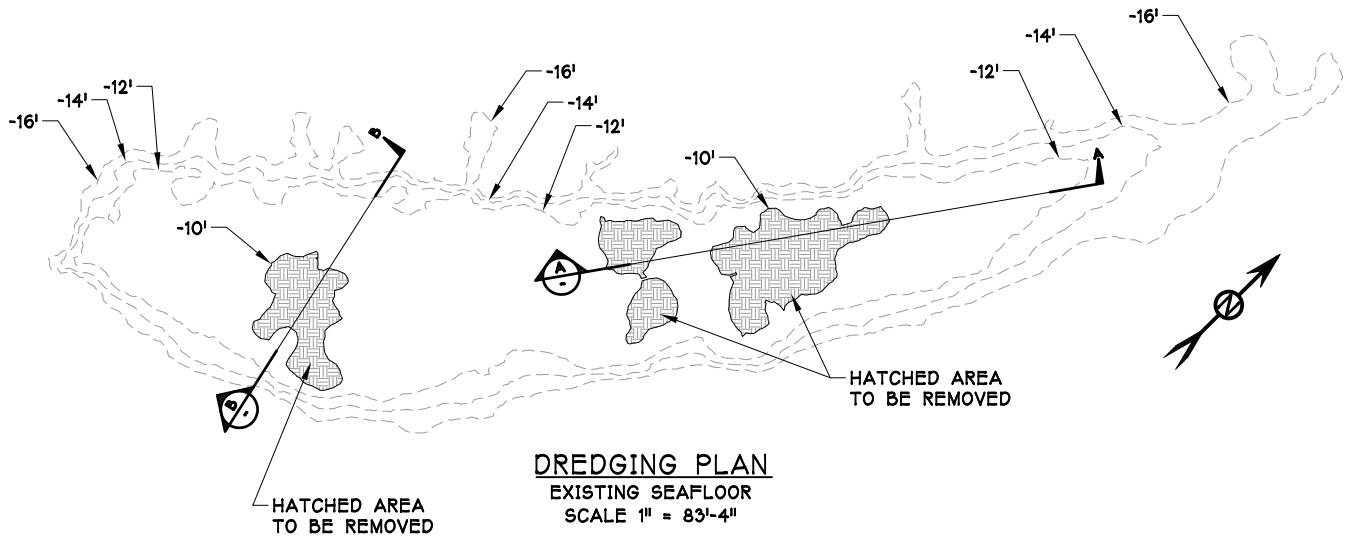 -16'
-14'
-12'
-16'
-14'
-12'
-10'
-12'
-14'
-16'
B
A
-10'
A
-
B
-
N
HATCHED AREA
TO BE REMOVED
HATCHED AREA
TO BE REMOVED
DREDGING PLAN
EXISTING SEAFLOOR
SCALE 1" = 83'-4"